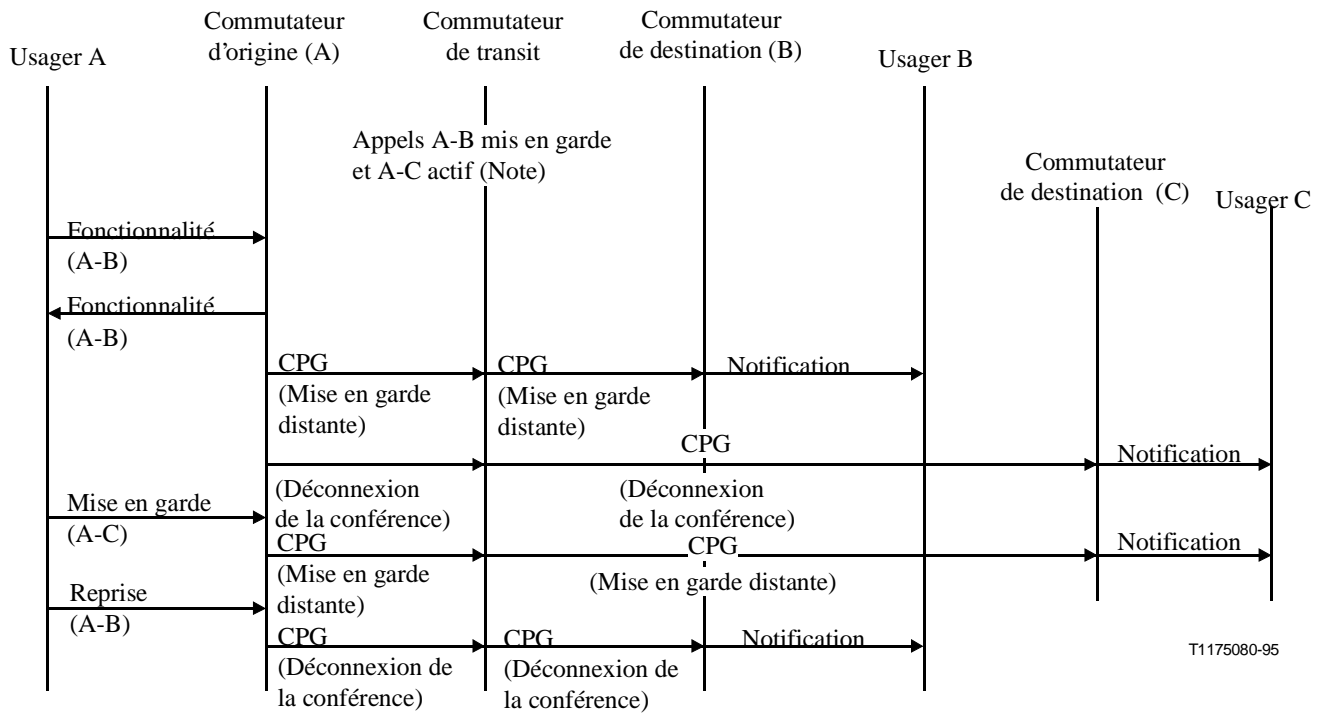 Usager A
Commutateur
d'origine (A)
Commutateur
de transit
Commutateur
de destination (B)
Usager B
Appels A-B mis en garde
et A-C actif (Note)
Commutateur
de destination (C)
Usager C
Fonctionnalité
(A-B)
Fonctionnalité
(A-B)
CPG
(Mise en garde
distante)
CPG
(Mise en garde
distante)
Notification
CPG
Notification
(Déconnexion
de la conférence)
(Déconnexion
de la conférence)
Mise en garde
(A-C)
CPG
(Mise en garde
distante)
CPG
(Mise en garde distante)
Notification
Reprise
(A-B)
CPG
(Déconnexion de
la conférence)
CPG
(Déconnexion de
la conférence)
Notification
T1175080-95